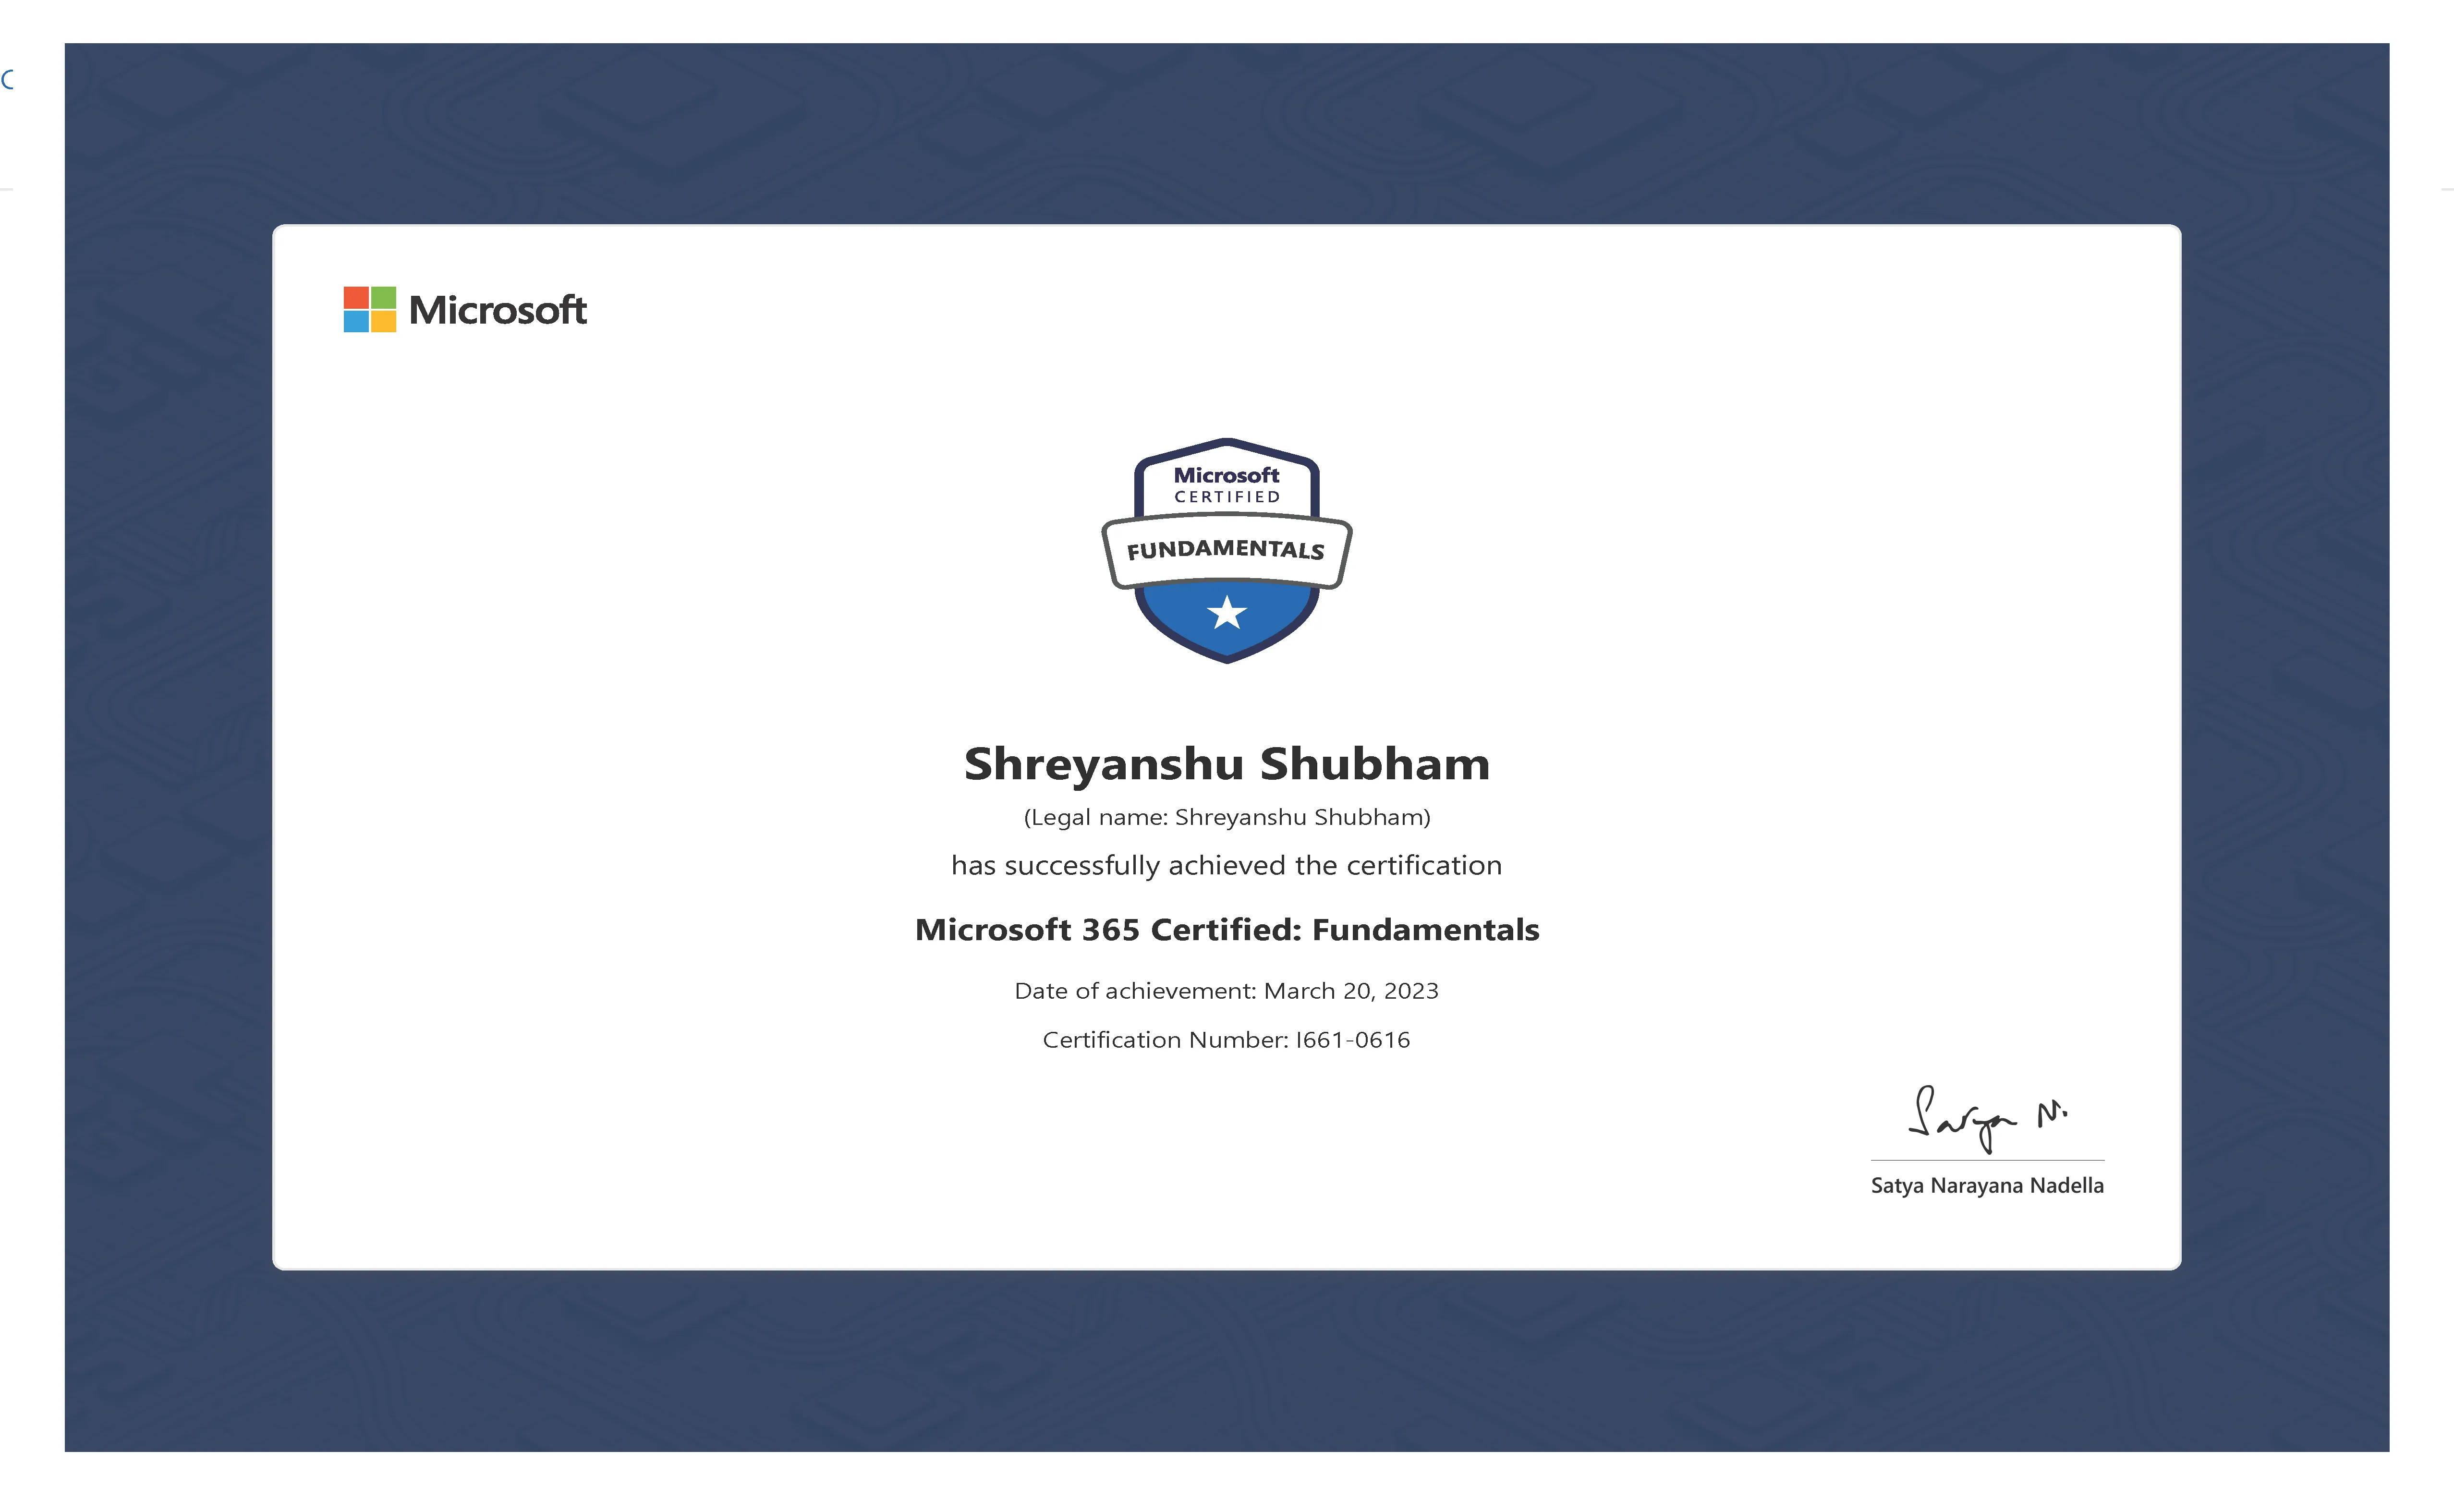 Microsoft
Microsoft
CERTIFIED
FUNDAMENTALS
Shreyanshu Shubham
(Legal name: Shreyanshu Shubham)
has successfully achieved the certification
Microsoft 365 Certified: Fundamentals
Date of achievement: March 20, 2023
Certification Number: I661-0616
Satya N.
Satya Narayana Nadella